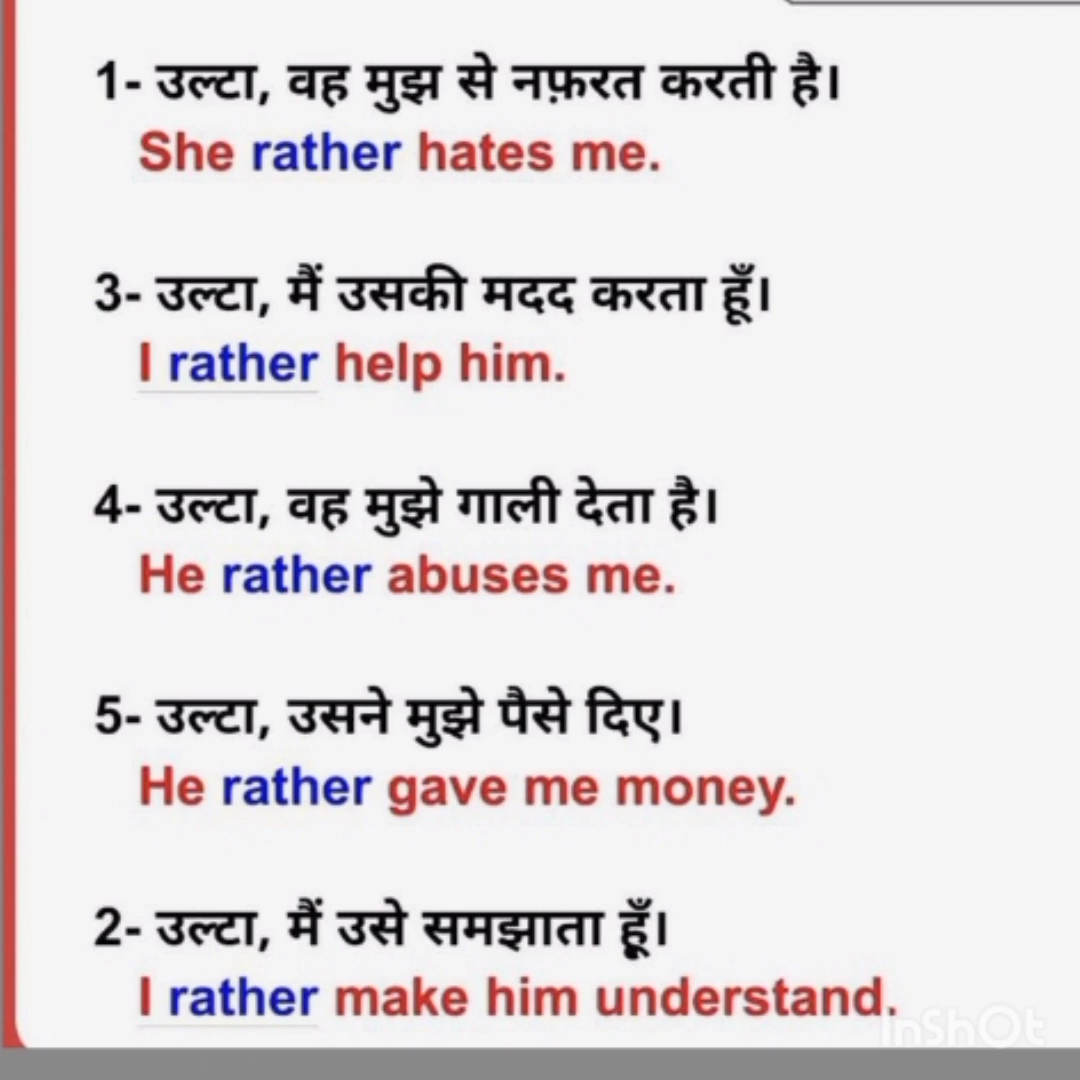 1- उल्टा, वह मुझ से नफ़रत करती है।
She rather hates me.
3- उल्टा, मैं उसकी मदद करता हूँ।
I rather help him.
4- उल्टा, वह मुझे गाली देता है।
He rather abuses me.
5- उल्टा, उसने मुझे पैसे दिए।
He rather gave me money.
2- उल्टा, मैं उसे समझाता हूँ।
I rather make him understand.
InShOt